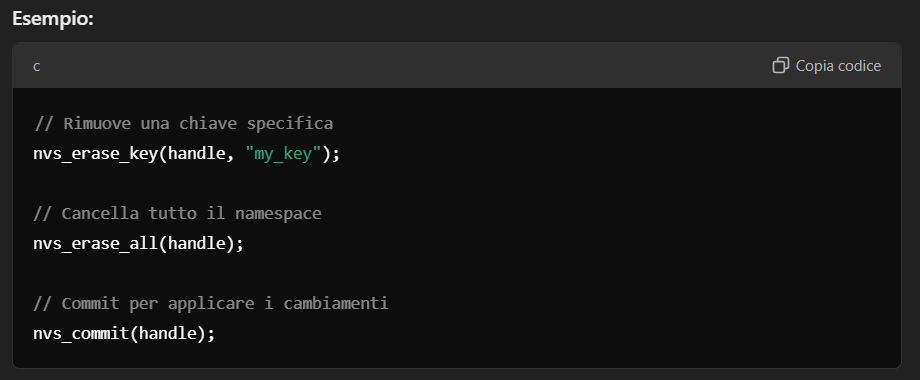 Esempio:
c
Copia codice
// Rimuove una chiave specifica
nvs_erase_key(handle, "my_key");
// Cancella tutto il namespace
nvs_erase_all(handle);
// Commit per applicare i cambiamenti
nvs_commit(handle);